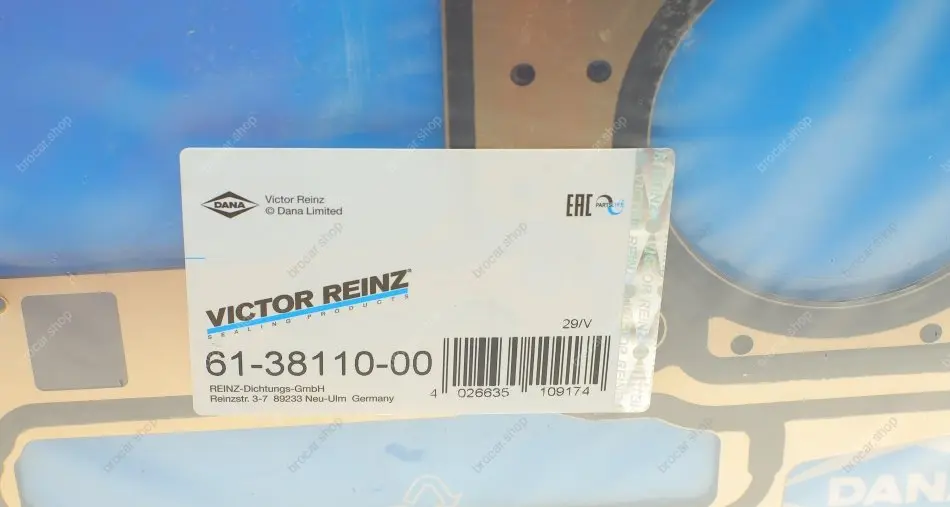 DANA
Victor Reinz
© Dana Limited
EAC
VICTOR REINZ®
SEALING PRODUCTS
29/V
61-38110-00
REINZ-Dichtungs-GmbH
Reinzstr. 3-7 89233 Neu-Ulm Germany
4 026635 109174
DAN
brocar.shop